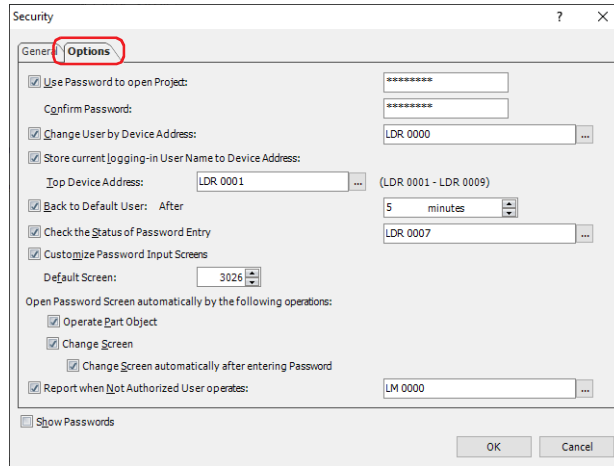 Security ?
General Options
Use Password to open Project: ********
Confirm Password: ********
Change User by Device Address: LDR 0000 ...
Store current logging-in User Name to Device Address:
Top Device Address: LDR 0001 ... (LDR 0001 - LDR 0009)
Back to Default User: After 5 minutes
Check the Status of Password Entry LDR 0007 ...
Customize Password Input Screens
Default Screen: 3026
Open Password Screen automatically by the following operations:
Operate Part Object
Change Screen
Change Screen automatically after entering Password
Report when Not Authorized User operates: LM 0000 ...
Show Passwords
OK Cancel